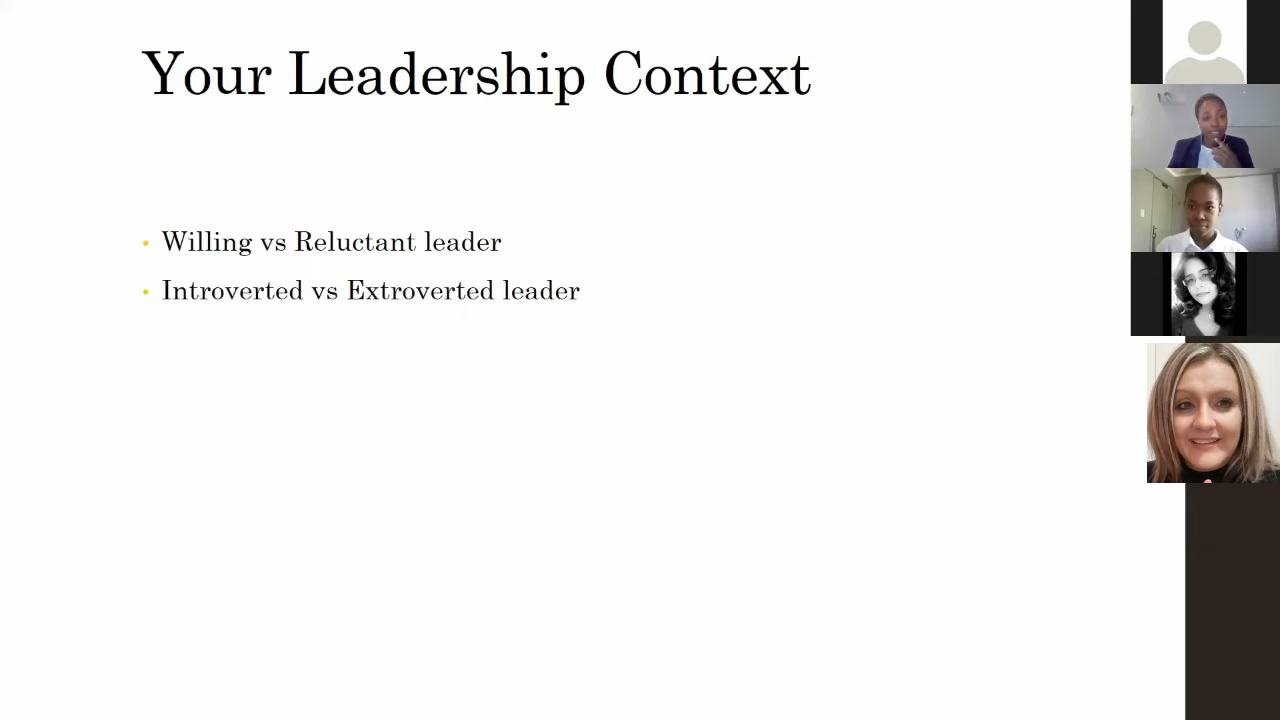 Your Leadership Context
Willing vs Reluctant leader
Introverted vs Extroverted leader